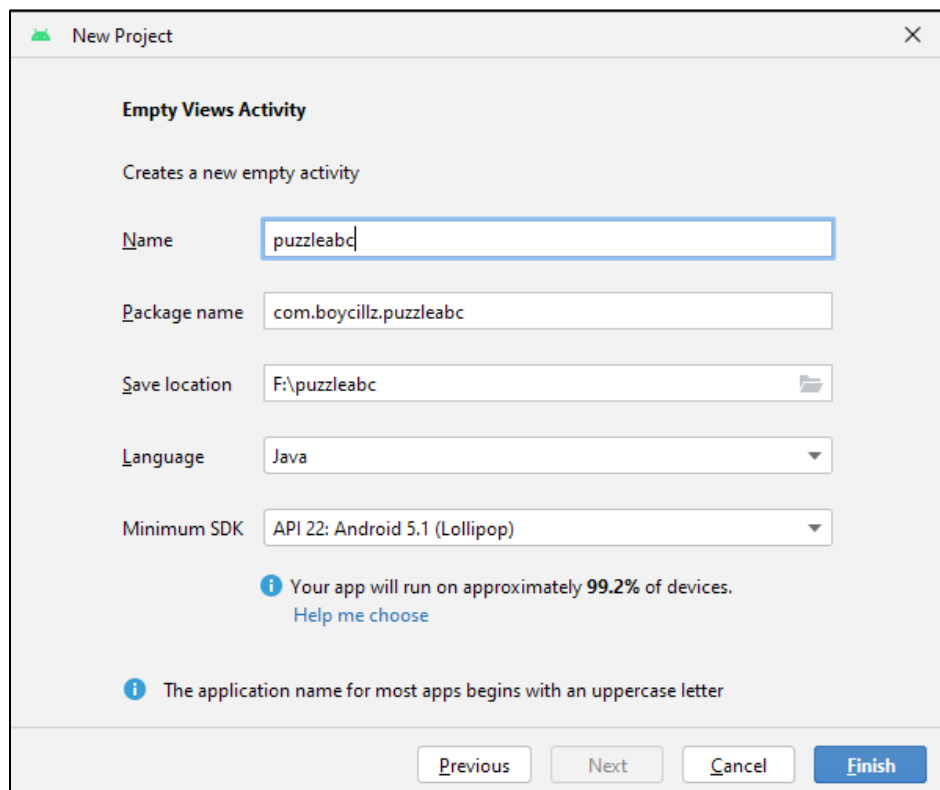 New Project
Empty Views Activity
Creates a new empty activity
Name puzzleabc
Package name com.boycillz.puzzleabc
Save location F:\puzzleabc
Language Java
Minimum SDK API 22: Android 5.1 (Lollipop)
Your app will run on approximately 99.2% of devices.
Help me choose
The application name for most apps begins with an uppercase letter
Previous Next Cancel Finish